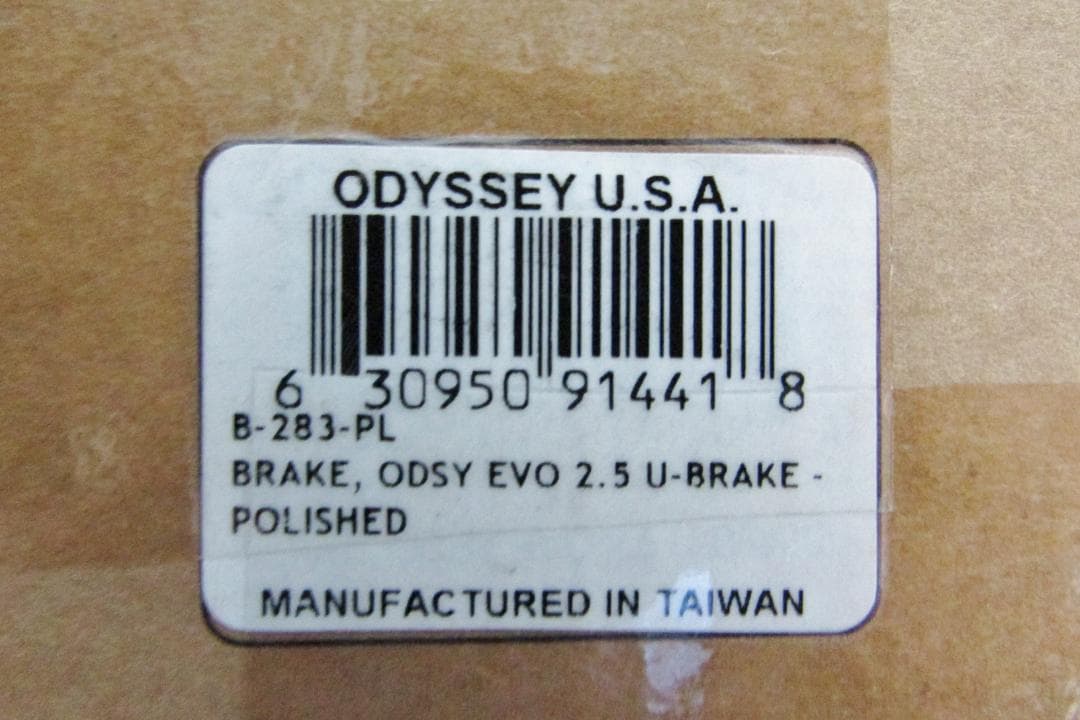 ODYSSEY U.S.A.
6 30950 91441 8
B-283-PL
BRAKE, ODSY EVO 2.5 U-BRAKE -
POLISHED
MANUFACTURED IN TAIWAN